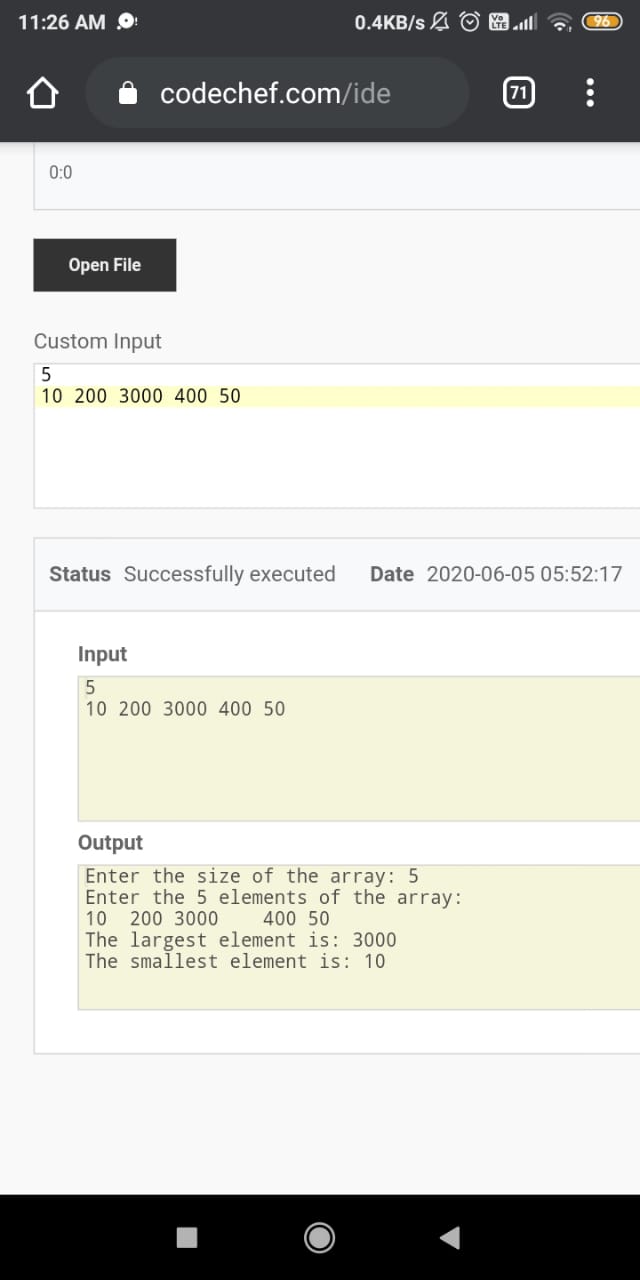 11:26 AM
0.4KB/s Vo LTE 96
codechef.com/ide
71
0:0
Open File
Custom Input
5
10 200 3000 400 50
Status Successfully executed Date 2020-06-05 05:52:17
Input
5
10 200 3000 400 50
Output
Enter the size of the array: 5
Enter the 5 elements of the array:
10  200 3000    400 50
The largest element is: 3000
The smallest element is: 10